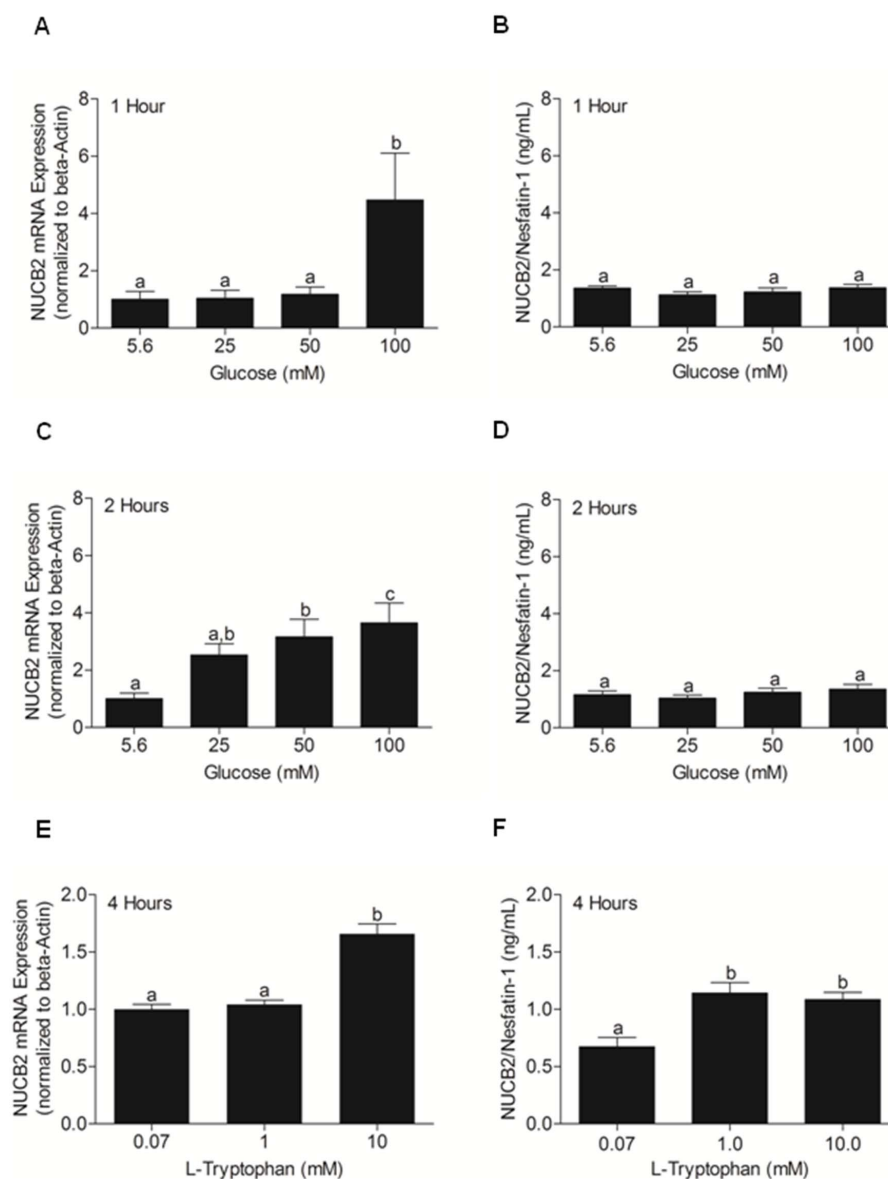 A
NUCB2 mRNA Expression
(normalized to beta-Actin)
8
6
4
2
0
1 Hour
a
a
a
b
5.6 25 50 100
Glucose (mM)
B
NUCB2/Nesfatin-1 (ng/mL)
8
6
4
2
0
1 Hour
a
a
a
a
5.6 25 50 100
Glucose (mM)
C
NUCB2 mRNA Expression
(normalized to beta-Actin)
8
6
4
2
0
2 Hours
a
a,b
b
c
5.6 25 50 100
Glucose (mM)
D
NUCB2/Nesfatin-1 (ng/mL)
8
6
4
2
0
2 Hours
a
a
a
a
5.6 25 50 100
Glucose (mM)
E
NUCB2 mRNA Expression
(normalized to beta-Actin)
2.0
1.5
1.0
0.5
0.0
4 Hours
a
a
b
0.07 1 10
L-Tryptophan (mM)
F
NUCB2/Nesfatin-1 (ng/mL)
2.0
1.5
1.0
0.5
0.0
4 Hours
a
b
b
0.07 1.0 10.0
L-Tryptophan (mM)